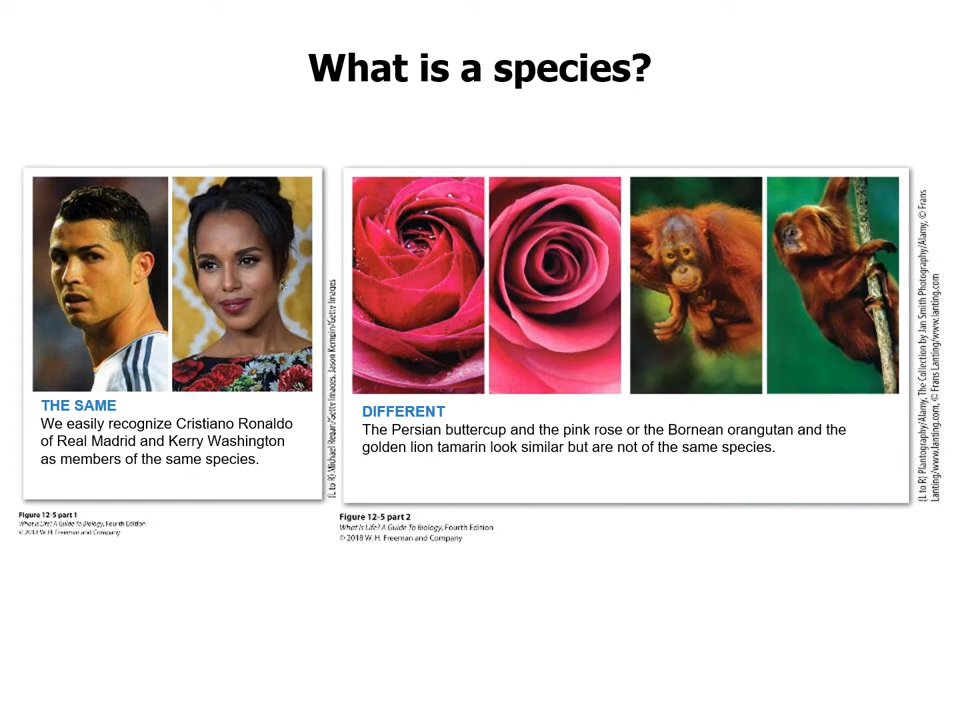 What is a species?
THE SAME
We easily recognize Cristiano Ronaldo
of Real Madrid and Kerry Washington
as members of the same species.
(L to R) Michael Regan/Getty Images, Jason Kempin/Getty Images
Figure 12-5 part 1
What Is Life? A Guide To Biology, Fourth Edition
© 2018 W. H. Freeman and Company
DIFFERENT
The Persian buttercup and the pink rose or the Bornean orangutan and the
golden lion tamarin look similar but are not of the same species.
(L to R) Plantography/Alamy, The Collection by Jan Smith Photography/Alamy, © Frans
Lanting/www.lanting.com, © Frans Lanting/www.lanting.com
Figure 12-5 part 2
What Is Life? A Guide To Biology, Fourth Edition
© 2018 W. H. Freeman and Company